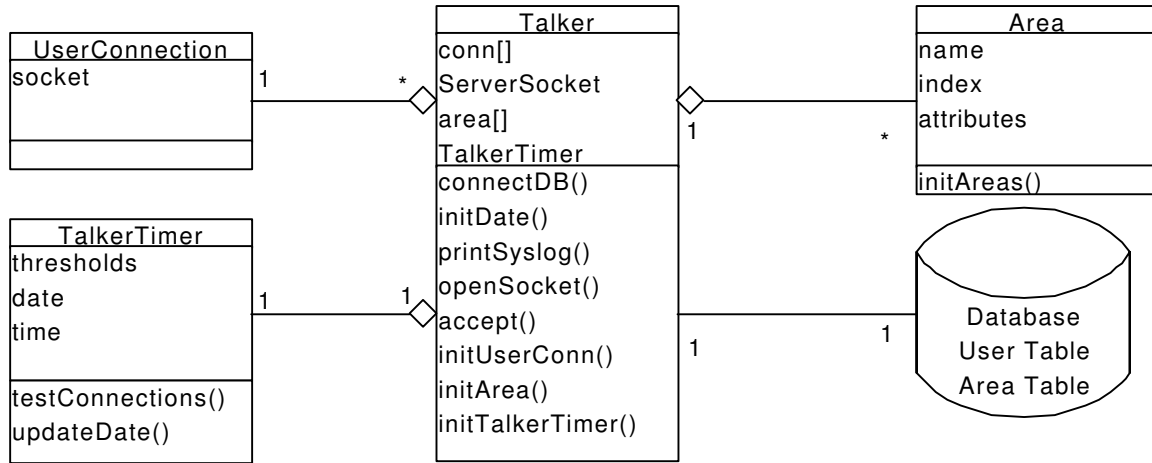 UserConnection
socket
1
*
Talker
conn[]
ServerSocket
area[]
TalkerTimer
connectDB()
initDate()
printSyslog()
openSocket()
accept()
initUserConn()
initArea()
initTalkerTimer()
1
*
Area
name
index
attributes
initAreas()
TalkerTimer
thresholds
date
time
testConnections()
updateDate()
1
1
1
1
Database
User Table
Area Table